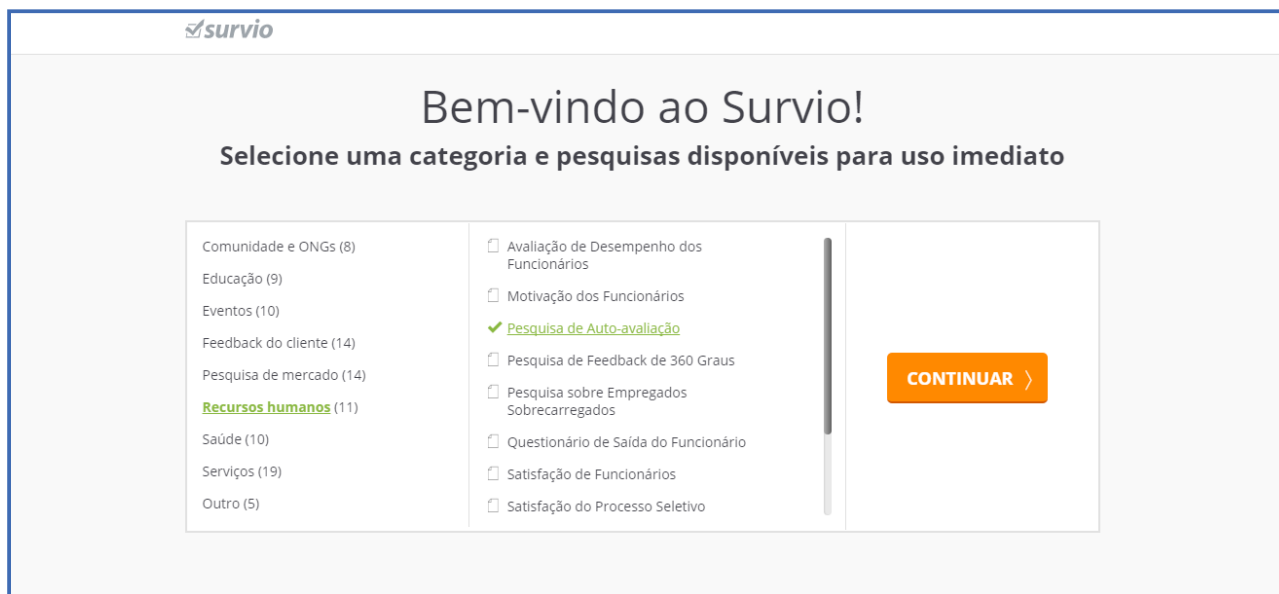 survio
Bem-vindo ao Survio!
Selecione uma categoria e pesquisas disponíveis para uso imediato
Comunidade e ONGs (8)
Educação (9)
Eventos (10)
Feedback do cliente (14)
Pesquisa de mercado (14)
Recursos humanos (11)
Saúde (10)
Serviços (19)
Outro (5)
Avaliação de Desempenho dos
Funcionários
Motivação dos Funcionários
Pesquisa de Auto-avaliação
Pesquisa de Feedback de 360 Graus
Pesquisa sobre Empregados
Sobrecarregados
Questionário de Saída do Funcionário
Satisfação de Funcionários
Satisfação do Processo Seletivo
CONTINUAR